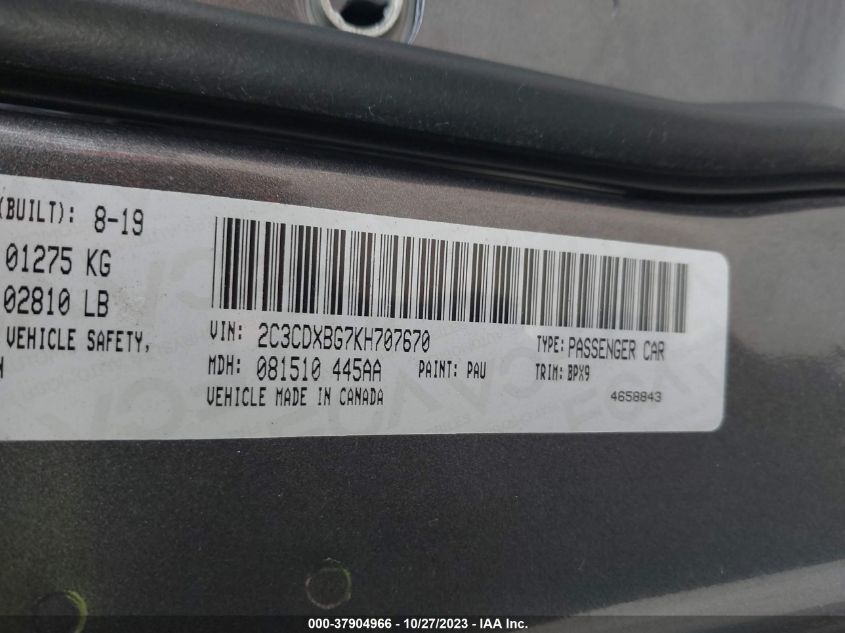 (BUILT): 8-19
01275 KG
02810 LB
VEHICLE SAFETY,
VIN: 2C3CDXBG7KH707670
TYPE: PASSENGER CAR
MDH: 081510 445AA PAINT: PAU
TRIM: BPX9
VEHICLE MADE IN CANADA
4658843
000-37904966 | 10/27/2023 - IAA Inc.